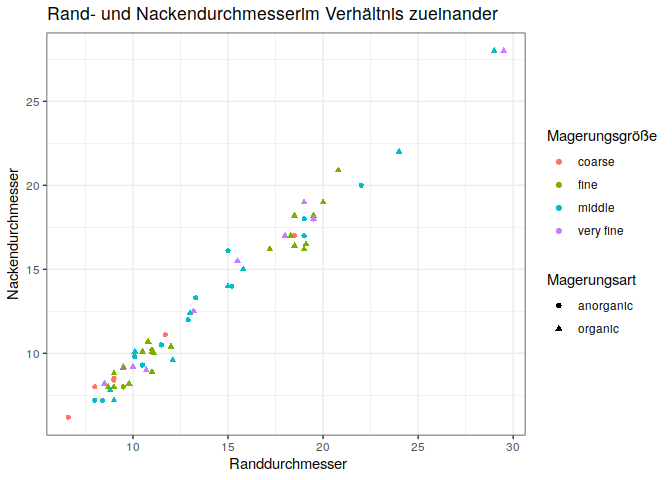 Rand- und Nackendurchmesserim Verhältnis zueinander
Nackendurchmesser
25
20
15
10
10
15
20
25
30
Randdurchmesser
Magerungsgröße
coarse
fine
middle
very fine
Magerungsart
anorganic
organic